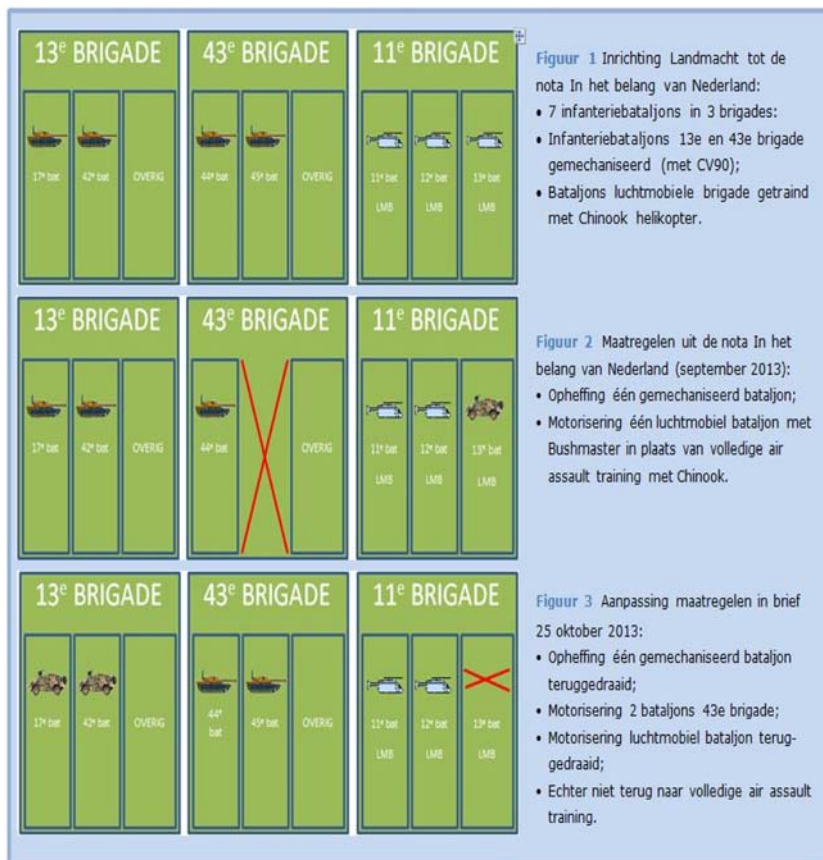 13e BRIGADE
43e BRIGADE
11e BRIGADE
17e bat
42e bat
OVERIG
44e bat
45e bat
OVERIG
11e bat
LMB
12e bat
LMB
13e bat
LMB
Figuur 1 Inrichting Landmacht tot de
nota In het belang van Nederland:
• 7 infanteriebataljons in 3 brigades:
• Infanteriebataljons 13e en 43e brigade
gemechaniseerd (met CV90);
• Bataljons luchtmobiele brigade getraind
met Chinook helikopter.
13e BRIGADE
43e BRIGADE
11e BRIGADE
17e bat
42e bat
OVERIG
44e bat
OVERIG
11e bat
LMB
12e bat
LMB
13e bat
LMB
Figuur 2 Maatregelen uit de nota In het
belang van Nederland (september 2013):
• Opheffing één gemechaniseerd bataljon;
• Motorisering één luchtmobiel bataljon met
Bushmaster in plaats van volledige air
assault training met Chinook.
13e BRIGADE
43e BRIGADE
11e BRIGADE
17e bat
42e bat
OVERIG
44e
bat
45e bat
OVERIG
11e bat
LMB
12e bat
LMB
13e bat
LMB
Figuur 3 Aanpassing maatregelen in brief
25 oktober 2013:
• Opheffing één gemechaniseerd bataljon
teruggedraaid;
• Motorisering 2 bataljons 43e brigade;
• Motorisering luchtmobiel bataljon terug-
gedraaid;
• Echter niet terug naar volledige air assault
training.